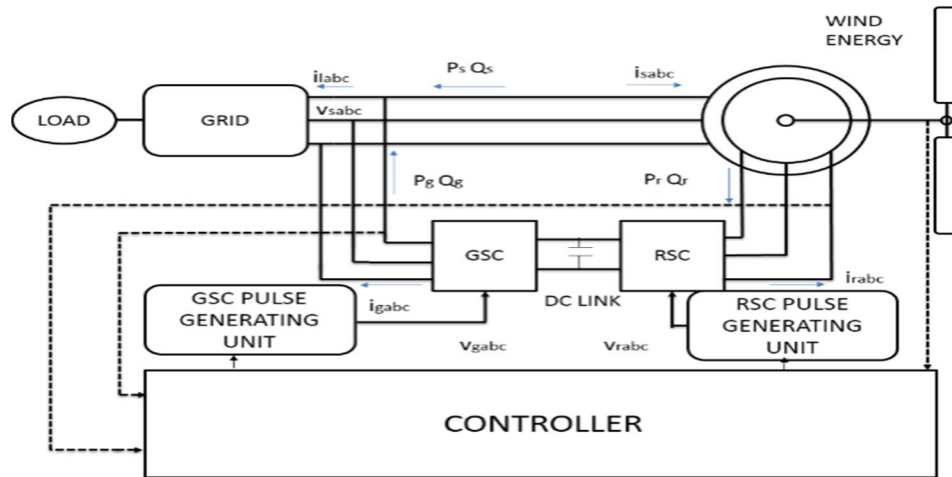 WIND
ENERGY
Ps Qs
ilabc
isabc
LOAD
GRID
vsabc
Pg Qg
Pr Qr
GSC
RSC
irabc
DC LINK
igabc
GSC PULSE
GENERATING
UNIT
RSC PULSE
GENERATING
UNIT
vgabc
vrabc
CONTROLLER